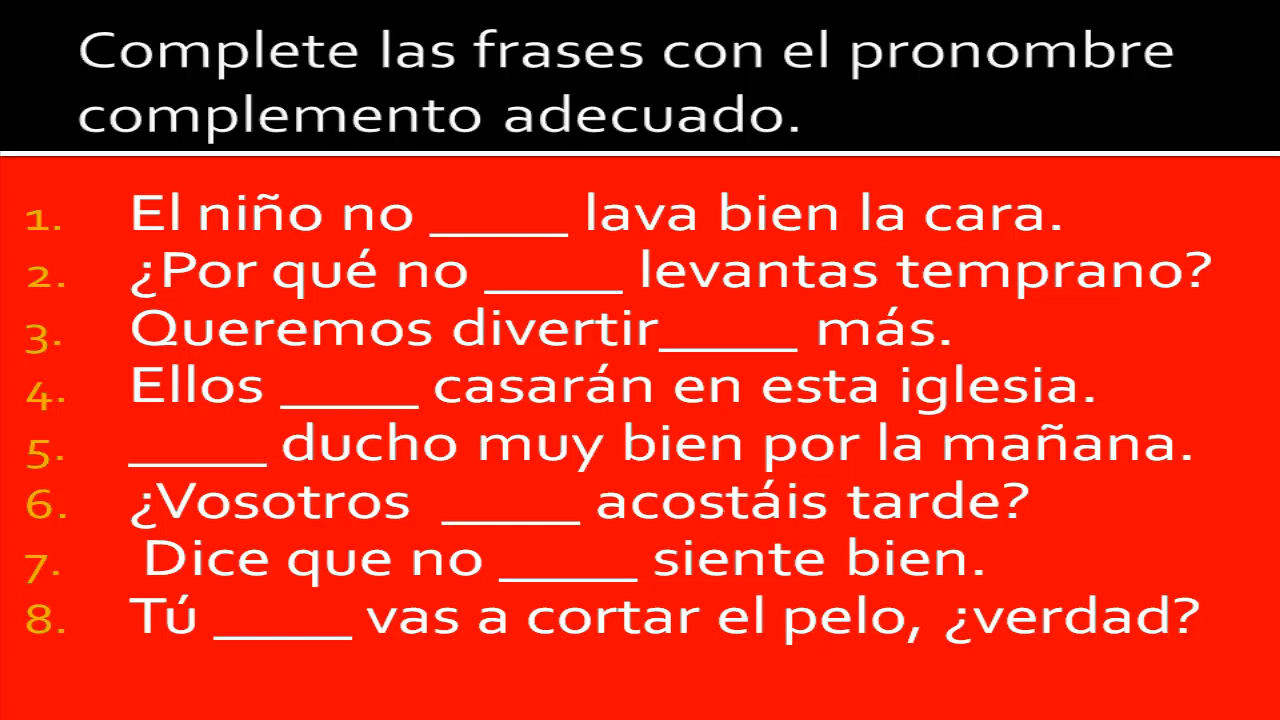 Complete las frases con el pronombre
complemento adecuado.
1. El niño no _____ lava bien la cara.
2. ¿Por qué no _____ levantas temprano?
3. Queremos divertir_____ más.
4. Ellos _____ casarán en esta iglesia.
5. _____ ducho muy bien por la mañana.
6. ¿Vosotros _____ acostáis tarde?
7. Dice que no _____ siente bien.
8. Tú _____ vas a cortar el pelo, ¿verdad?